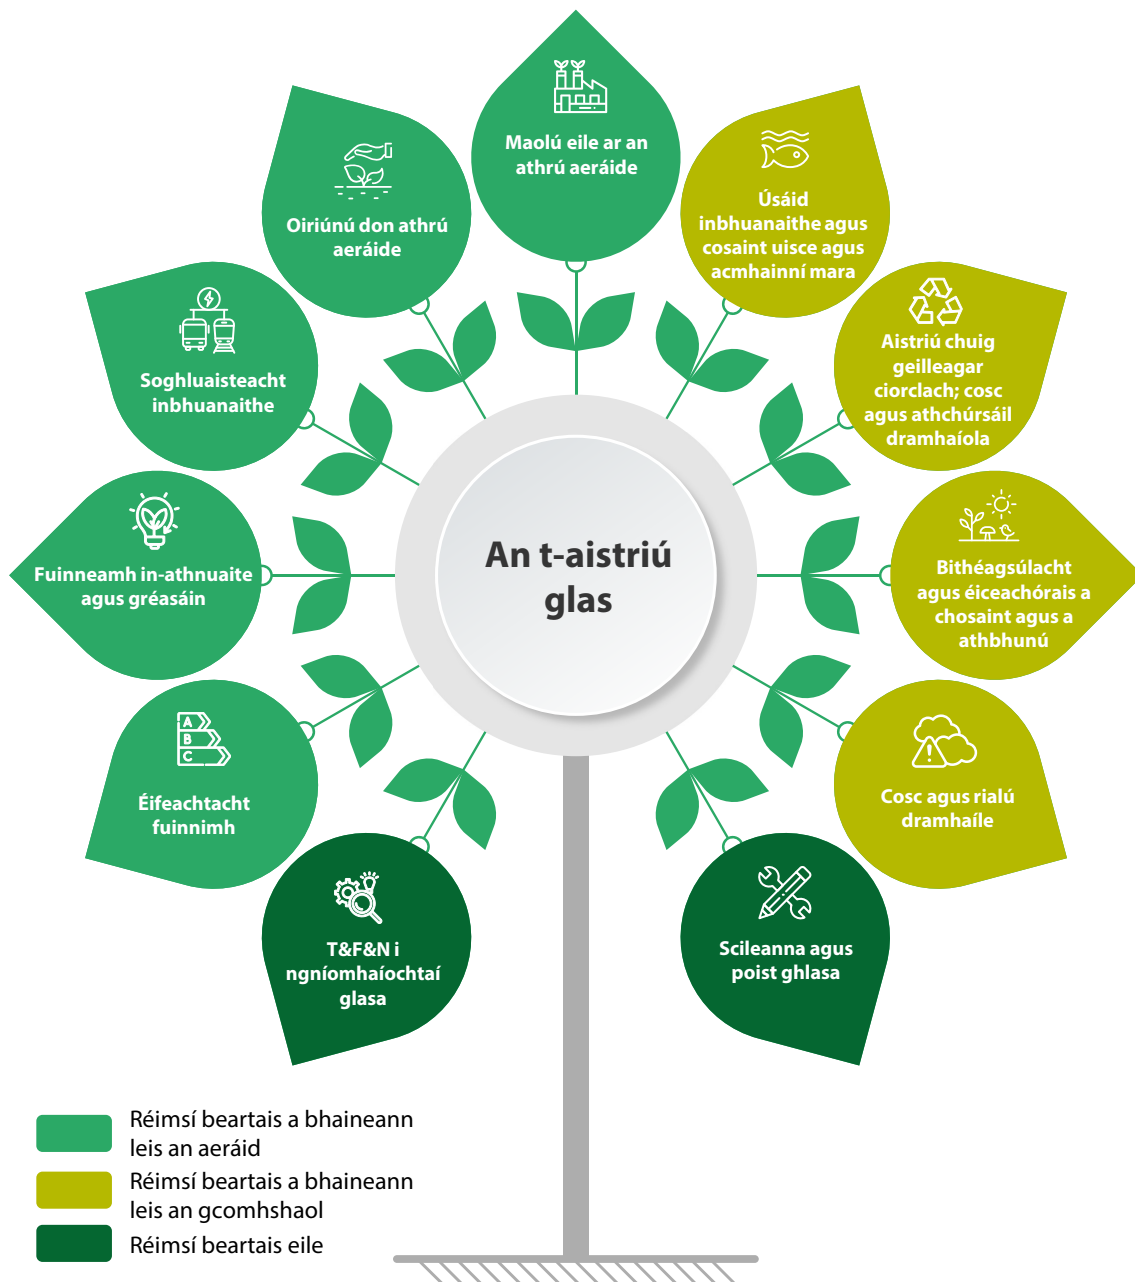 Maolú eile ar an
athrú aeráide
Úsáid
inbhuanaithe agus
cosaint uisce agus
acmhainní mara
Aistriú chuig
geilleagar
ciorclach; cosc
agus athchúrsáil
dramhaíola
Bithéagsúlacht
agus éiceachórais a
chosaint agus a
athbhunú
Cosc agus rialú
dramhaíle
Scileanna agus
poist ghlasa
T&F&N i
ngníomhaíochtaí
glasa
A
B
C
Éifeachtacht
fuinnimh
Fuinneamh in-athnuaite
agus gréasáin
Soghluaisteacht
inbhuanaithe
Oiriúnú don athrú
aeráide
An t-aistriú
glas
Réimsí beartais a bhaineann
leis an aeráid
Réimsí beartais a bhaineann
leis an gcomhshaol
Réimsí beartais eile